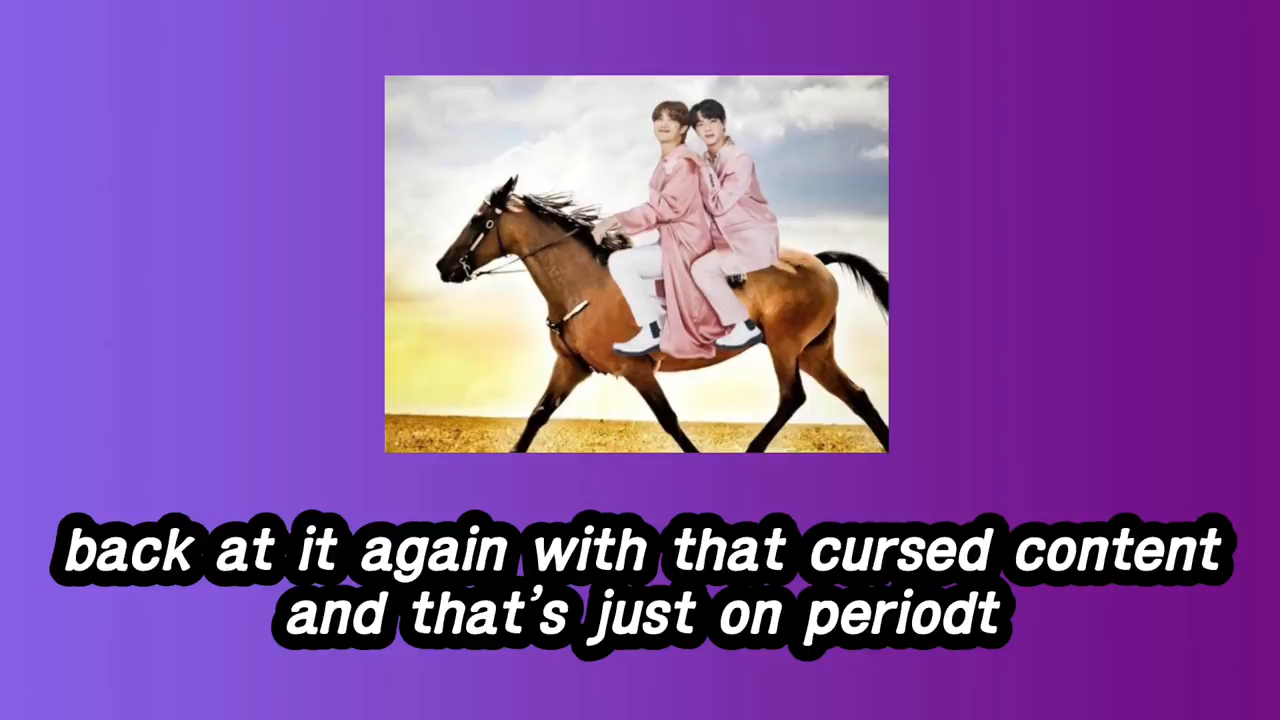 back at it again with that cursed content
and that's just on periodt